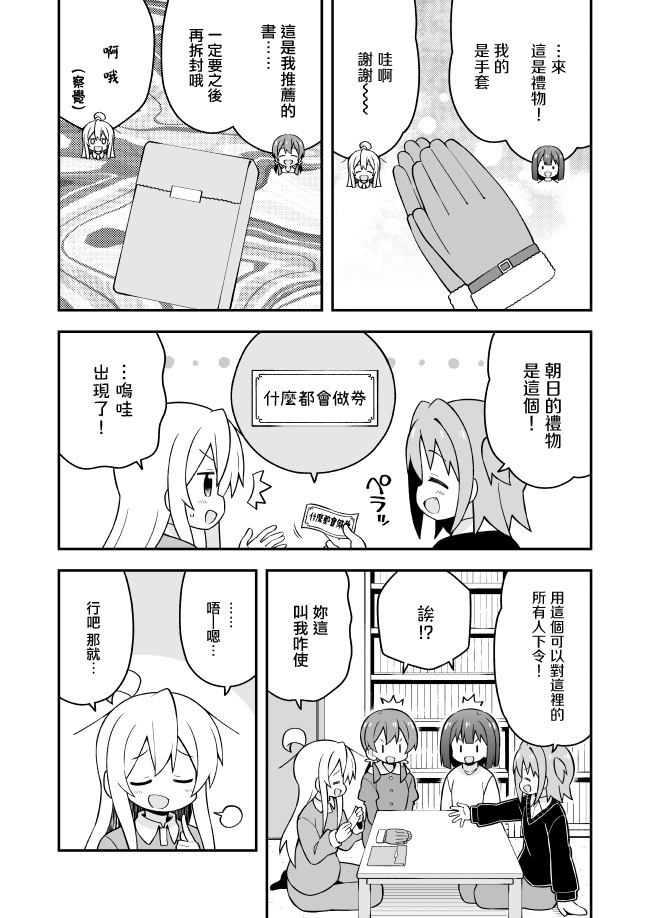 …來
這是禮物！
我的
是手套
哇啊
謝謝～～～
這是我推薦的
書……
一定要之後
再拆封哦
啊哦
（察覺）
朝日的禮物
是這個！
什麼都會做券
什麼都會做券
ペラッ
…嗚哇
出現了！
用這個可以對這裡的
所有人下令！
誒!?
妳這
叫我咋使
……
唔─嗯…
行吧 那就…